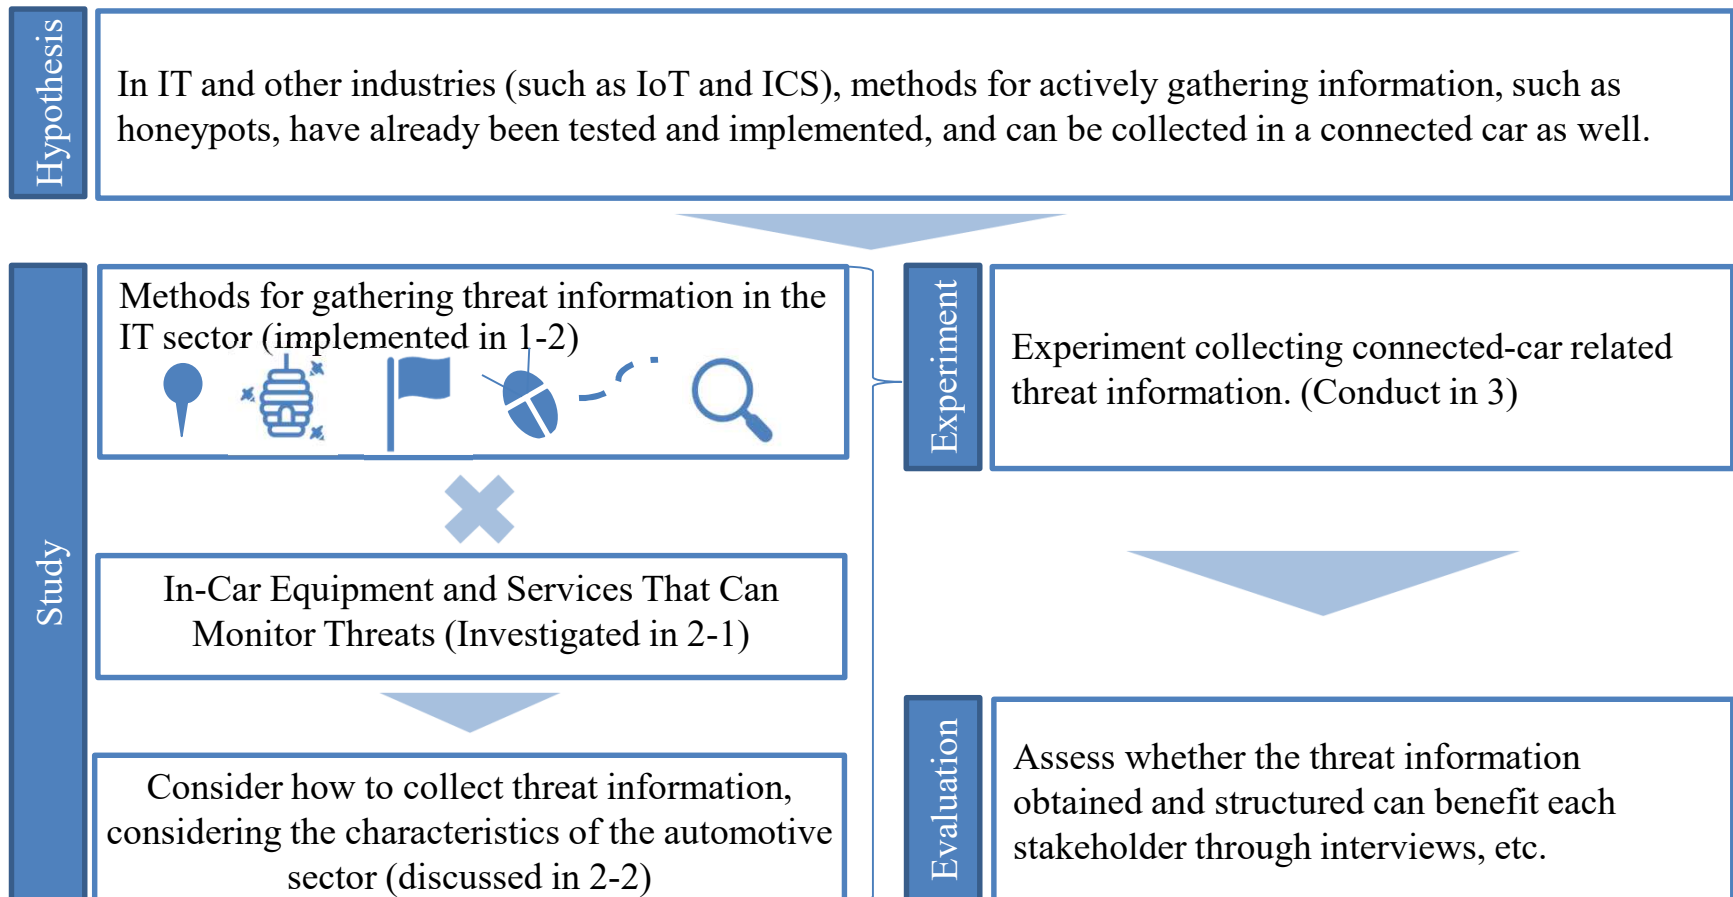 Hypothesis
In IT and other industries (such as IoT and ICS), methods for actively gathering information, such as
honeypots, have already been tested and implemented, and can be collected in a connected car as well.
Study
Methods for gathering threat information in the
IT sector (implemented in 1-2)
In-Car Equipment and Services That Can
Monitor Threats (Investigated in 2-1)
Consider how to collect threat information,
considering the characteristics of the automotive
sector (discussed in 2-2)
Experiment
Experiment collecting connected-car related
threat information. (Conduct in 3)
Evaluation
Assess whether the threat information
obtained and structured can benefit each
stakeholder through interviews, etc.